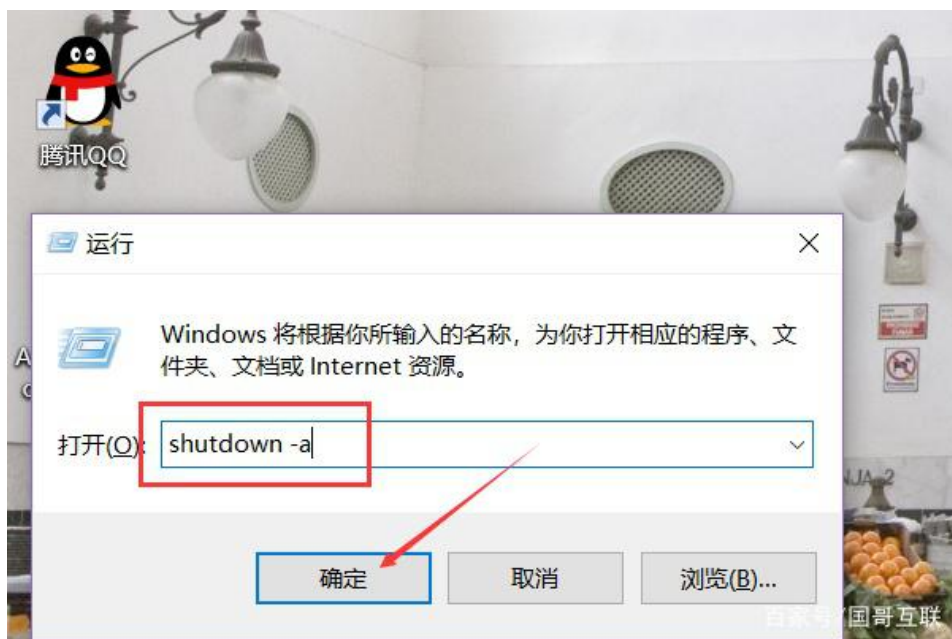 腾讯QQ
运行
Windows 将根据你所输入的名称，为你打开相应的程序、文
件夹、文档或 Internet 资源。
打开(O):
shutdown -a
NJA 2
确定
取消
浏览(B)...
百家号/国哥互联